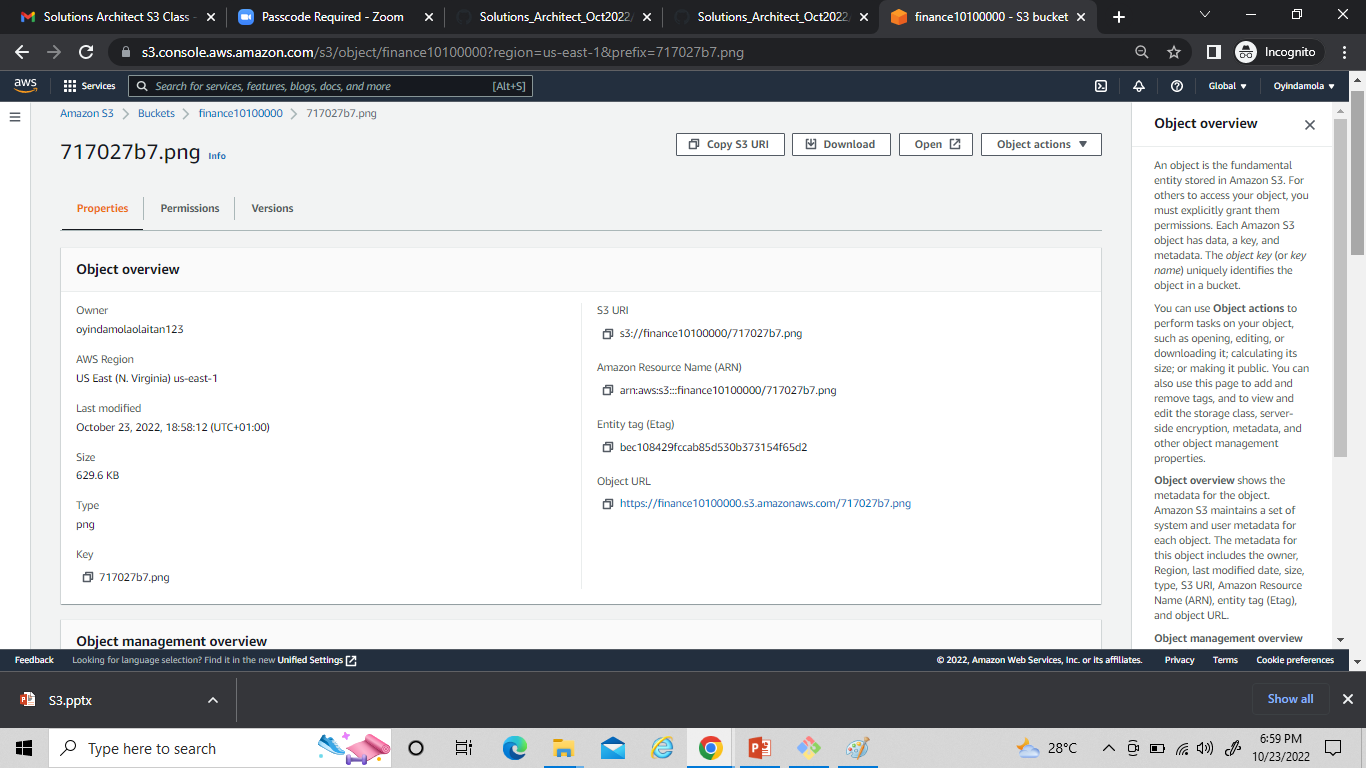 Solutions Architect S3 Class -
Passcode Required - Zoom
Solutions_Architect_Oct2022/
Solutions_Architect_Oct2022
finance10100000 - S3 bucket
s3.console.aws.amazon.com/s3/object/finance10100000?region=us-east-1&prefix=717027b7.png
Incognito
aws
Services
Search for services, features, blogs, docs, and more
[Alt+S]
Global
Oyindamola
Amazon S3
Buckets
finance10100000
717027b7.png
717027b7.png
Info
Copy S3 URI
Download
Open
Object actions
Properties
Permissions
Versions
Object overview
Owner
oyindamolaolaitan123
AWS Region
US East (N. Virginia) us-east-1
Last modified
October 23, 2022, 18:58:12 (UTC+01:00)
Size
629.6 KB
Type
png
Key
717027b7.png
S3 URI
s3://finance10100000/717027b7.png
Amazon Resource Name (ARN)
arn:aws:s3:::finance10100000/717027b7.png
Entity tag (Etag)
bec108429fccab85d530b373154f65d2
Object URL
https://finance10100000.s3.amazonaws.com/717027b7.png
Object management overview
Object overview
An object is the fundamental
entity stored in Amazon S3. For
others to access your object, you
must explicitly grant them
permissions. Each Amazon S3
object has data, a key, and
metadata. The object key (or key
name) uniquely identifies the
object in a bucket.
You can use Object actions to
perform tasks on your object,
such as opening, editing, or
downloading it; calculating its
size; or making it public. You can
also use this page to add and
remove tags, and to view and
edit the storage class, server-
side encryption, metadata, and
other object management
properties.
Object overview shows the
metadata for the object.
Amazon S3 maintains a set of
system and user metadata for
each object. The metadata for
this object includes the owner,
Region, last modified date, size,
type, S3 URI, Amazon Resource
Name (ARN), entity tag (Etag),
and object URL.
Object management overview
Feedback
Looking for language selection? Find it in the new Unified Settings
© 2022, Amazon Web Services, Inc. or its affiliates.
Privacy
Terms
Cookie preferences
S3.pptx
Show all
Type here to search
28°C
6:59 PM
10/23/2022